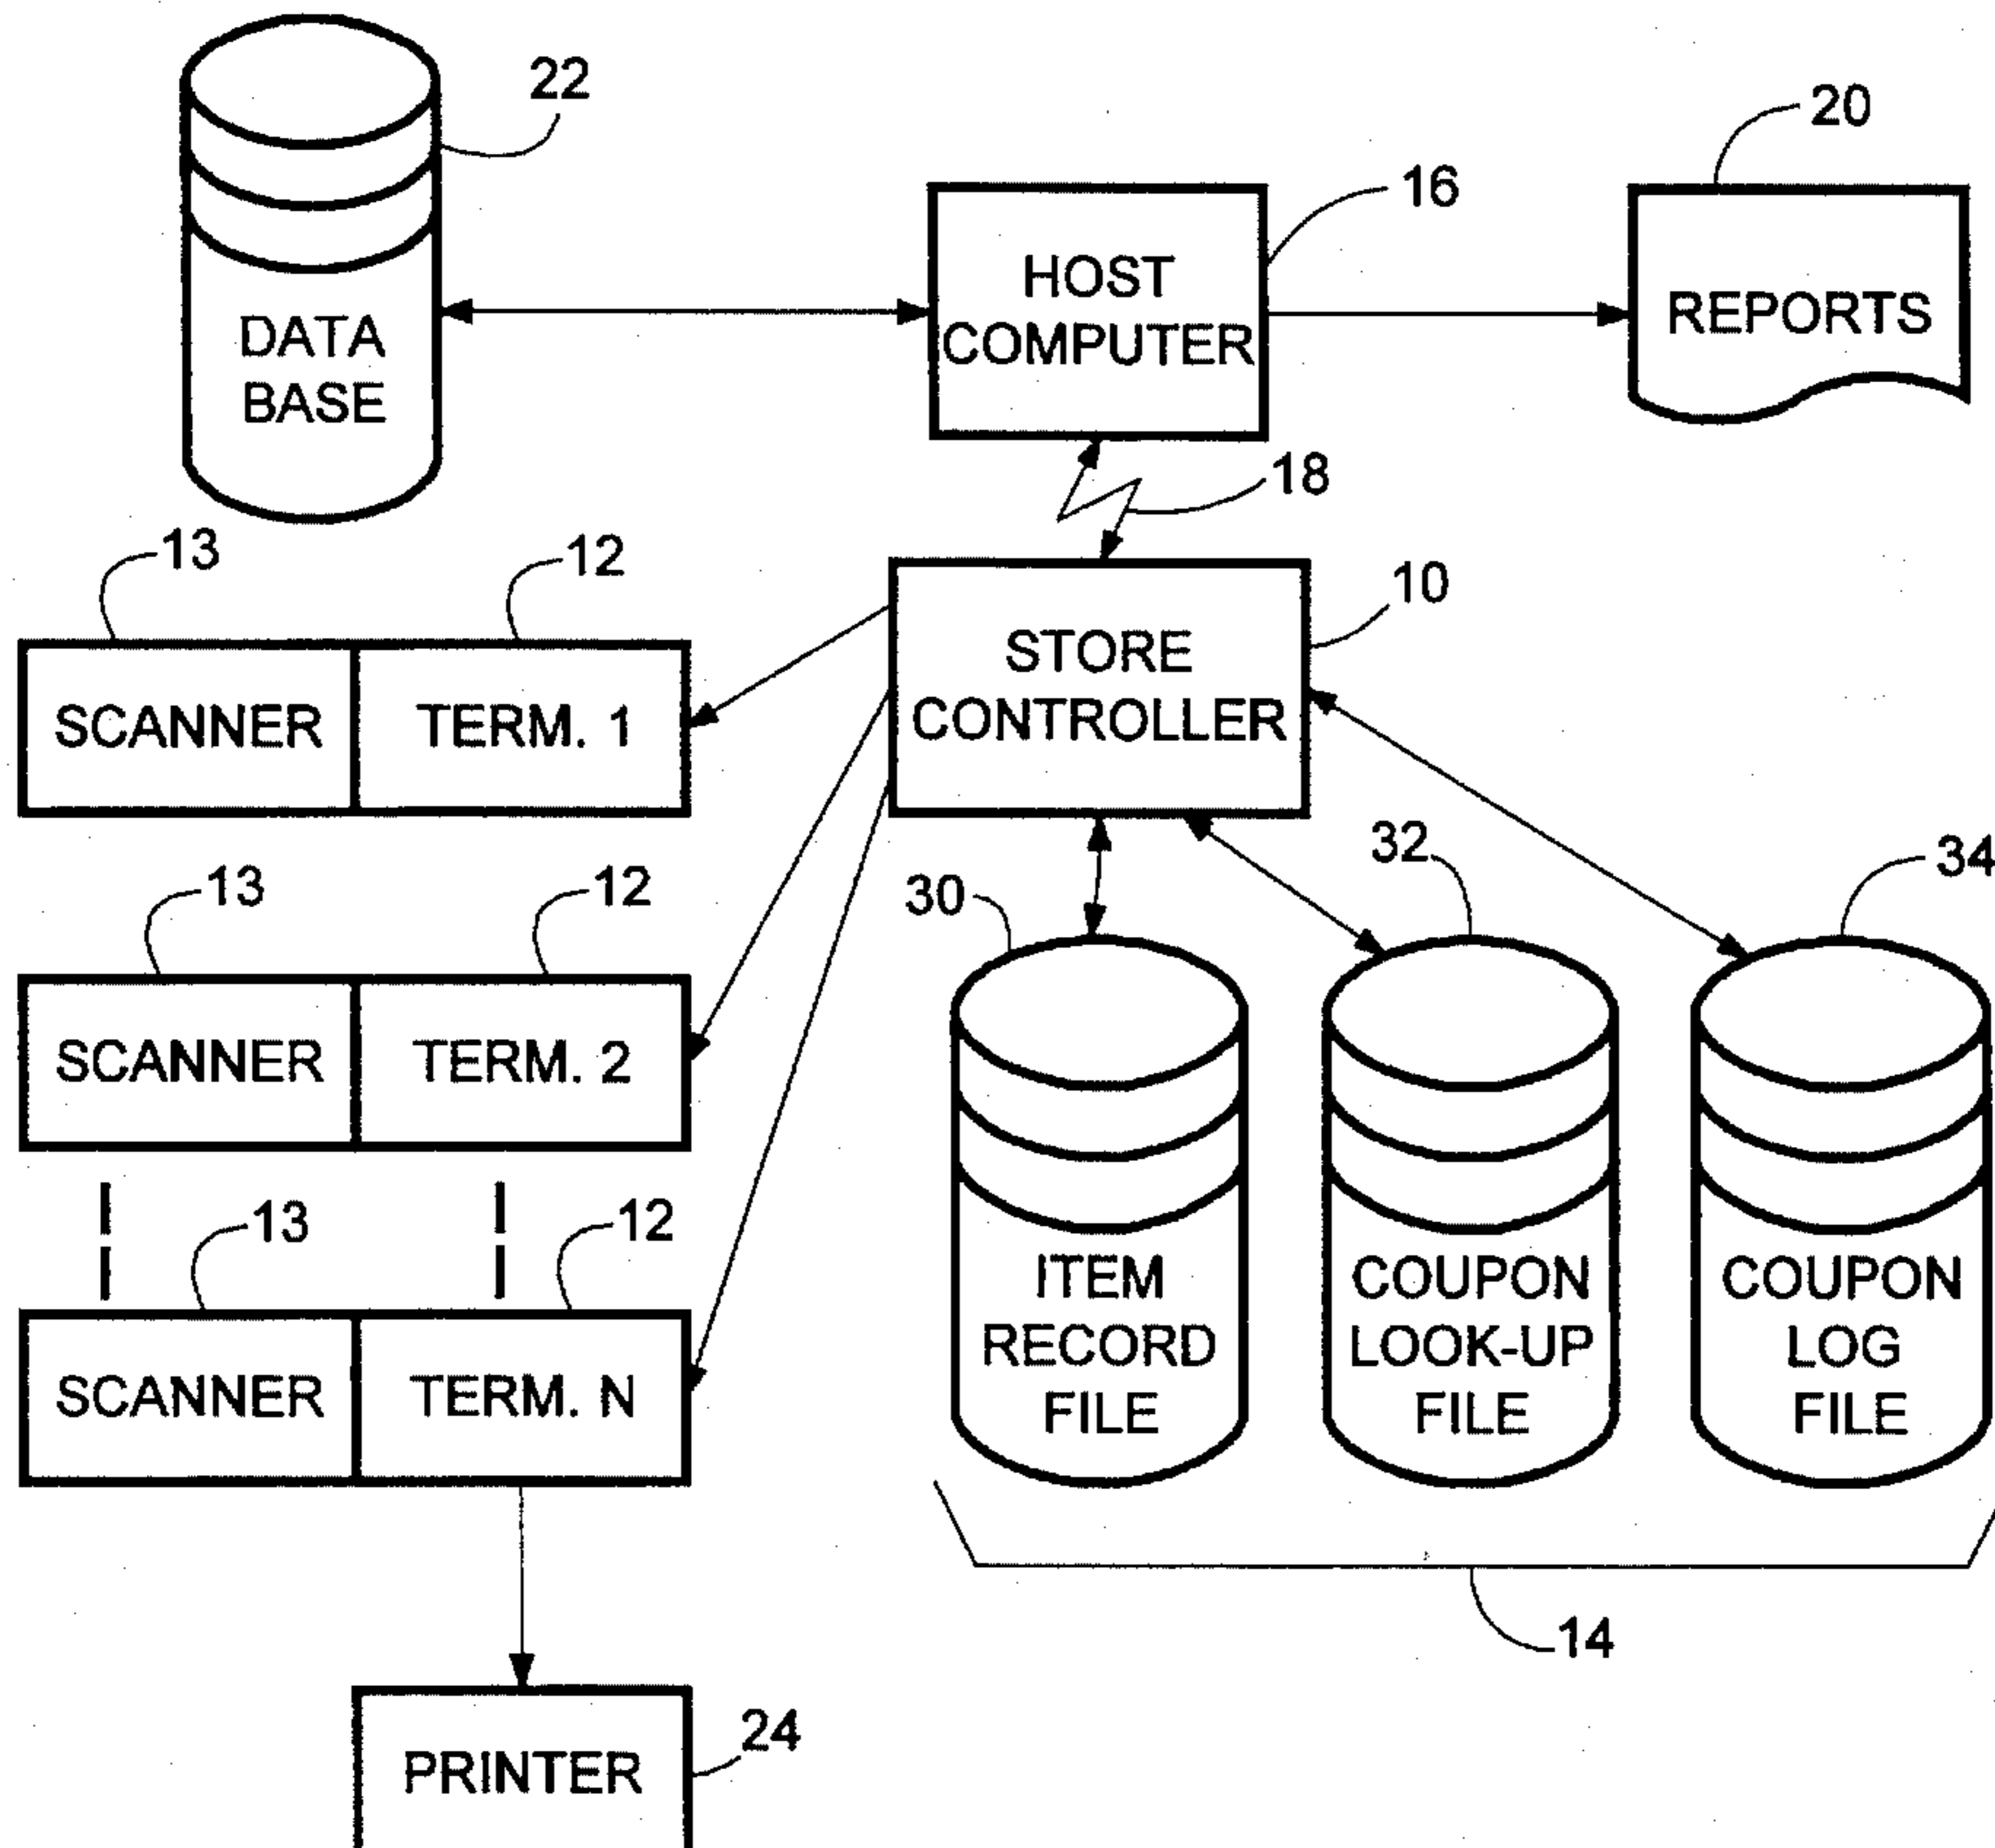 22
20
16
HOST
COMPUTER
REPORTS
DATA
BASE
18
13
12
10
STORE
CONTROLLER
SCANNER
TERM. 1
32
34
13
12
30
SCANNER
TERM. 2
13
12
ITEM
RECORD
FILE
COUPON
LOOK-UP
FILE
COUPON
LOG
FILE
SCANNER
TERM. N
14
24
PRINTER